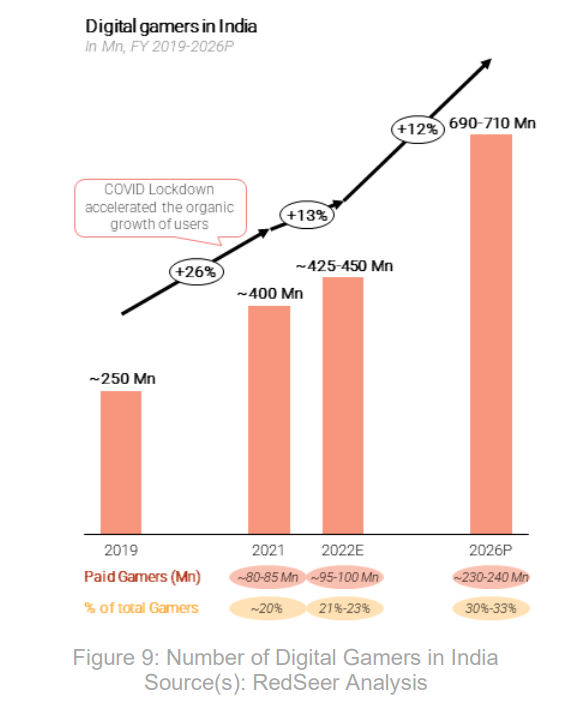 Digital gamers in India
In Mn, FY 2019-2026P
+12%
690-710 Mn
COVID Lockdown
accelerated the organic
growth of users
+13%
+26%
~425-450 Mn
~400 Mn
~250 Mn
2019 2021 2022E 2026P
Paid Gamers (Mn) ~80-85 Mn ~95-100 Mn ~230-240 Mn
% of total Gamers ~20% 21%-23% 30%-33%
Figure 9: Number of Digital Gamers in India
Source(s): RedSeer Analysis